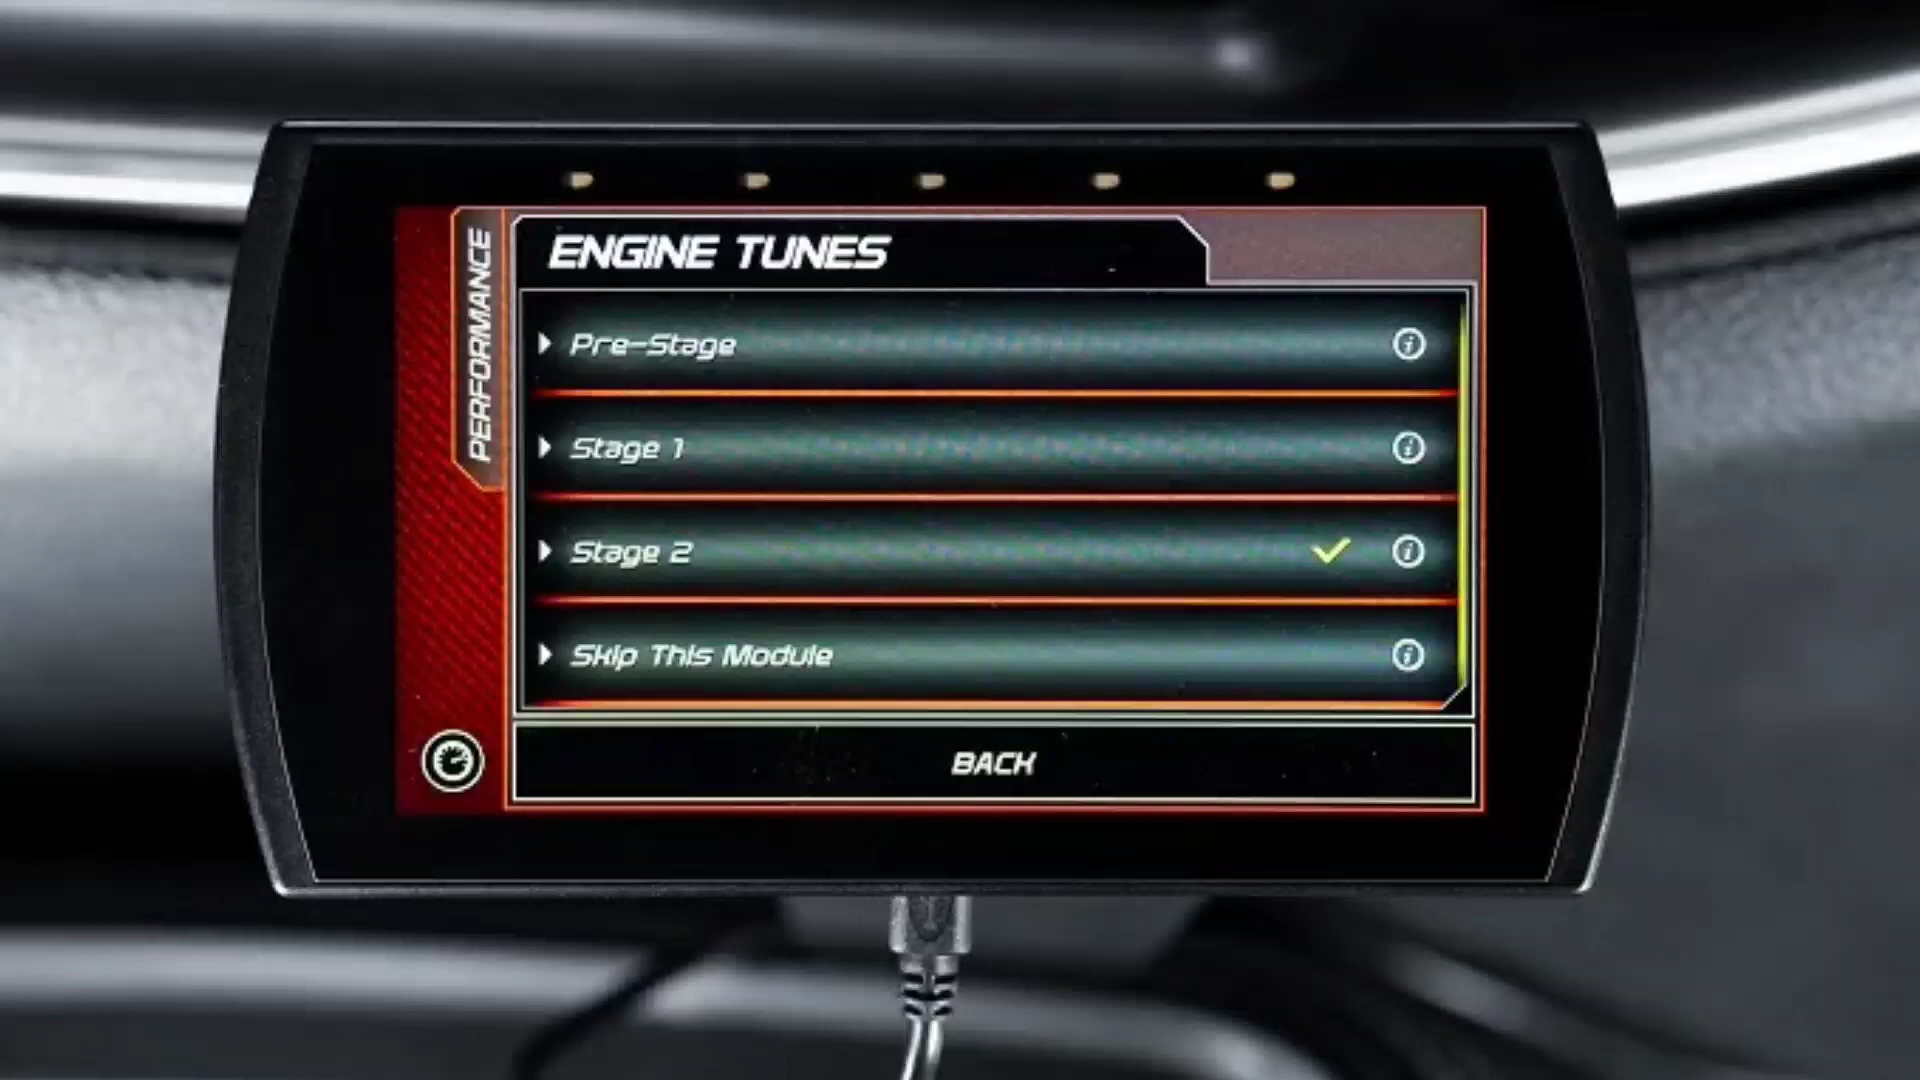 PERFORMANCE
ENGINE TUNES
Pre-Stage
Stage 1
Stage 2
Skip This Module
BACK